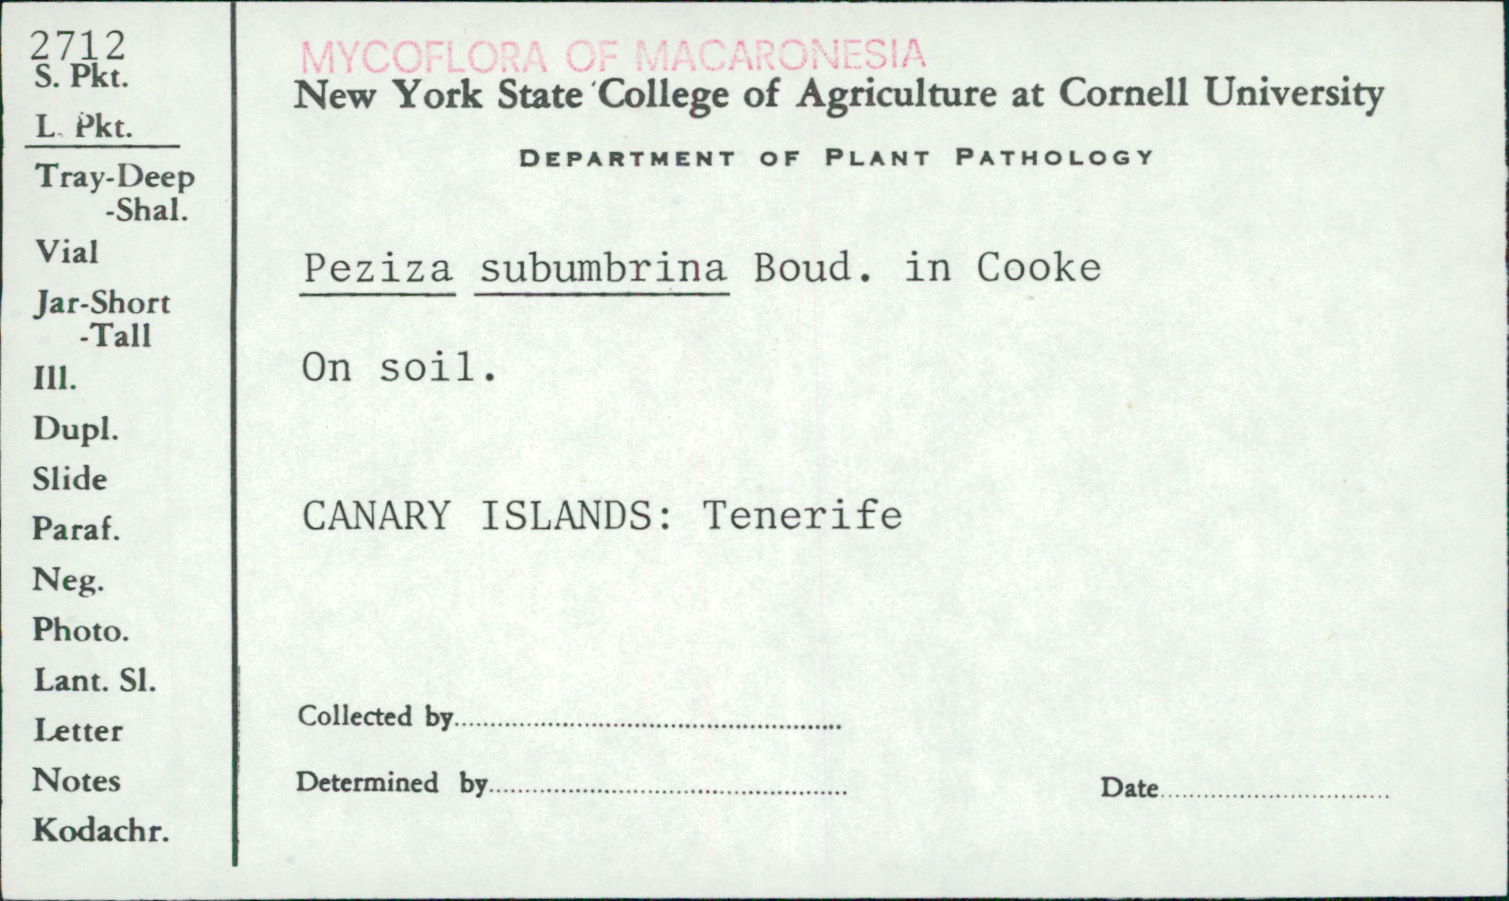 2712
S. Pkt.
L. Pkt.
Tray-Deep
-Shal.
Vial
Jar-Short
-Tall
Ill.
Dupl.
Slide
Paraf.
Neg.
Photo.
Lant. Sl.
Letter
Notes
Kodachr.
MYCOFLORA OF MACARONESIA
New York State College of Agriculture at Cornell University
DEPARTMENT OF PLANT PATHOLOGY
Peziza subumbrina Boud. in Cooke
On soil.
CANARY ISLANDS: Tenerife
Collected by
Determined by
Date